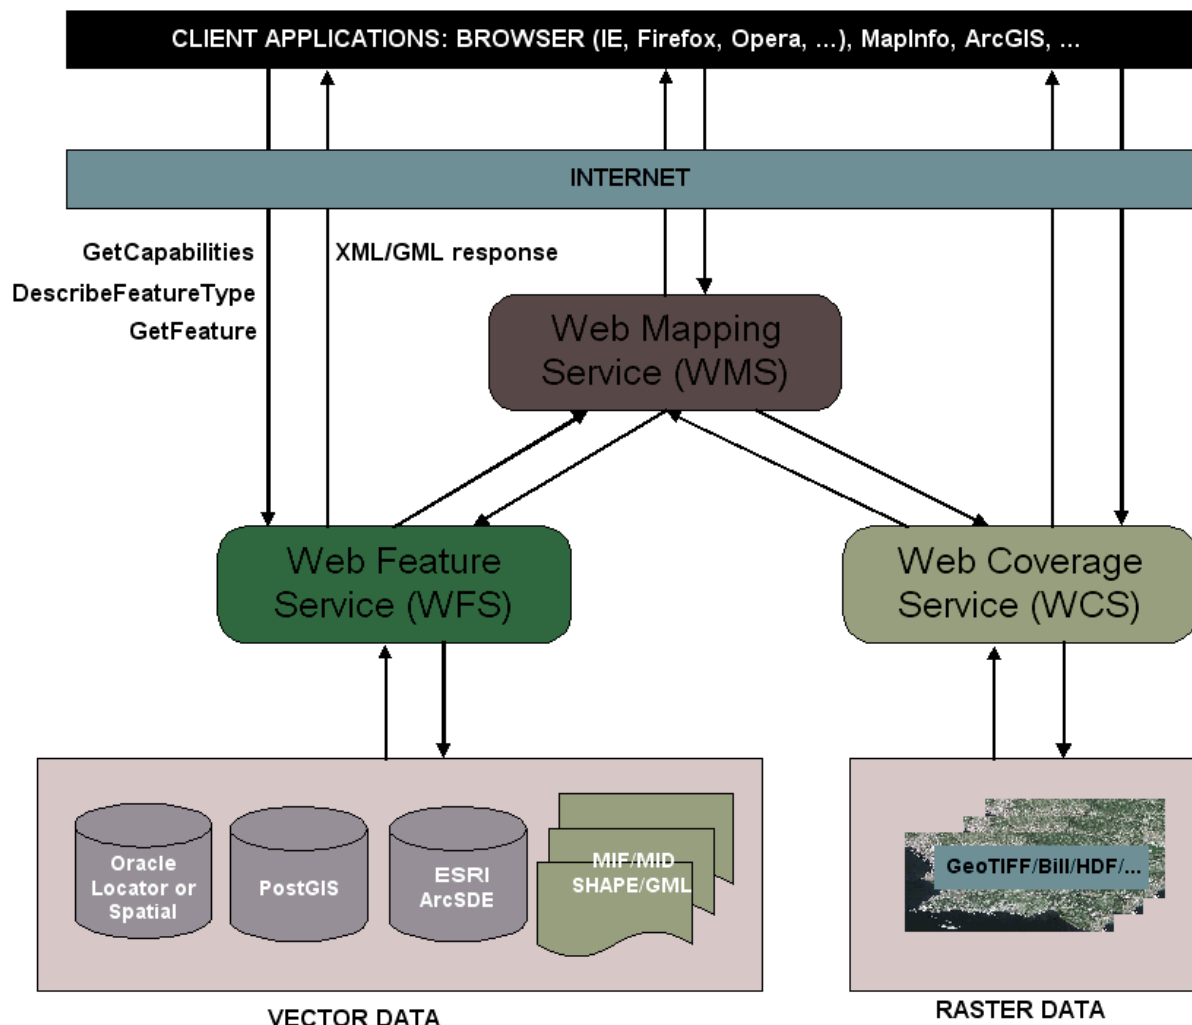 CLIENT APPLICATIONS: BROWSER (IE, Firefox, Opera, ...), MapInfo, ArcGIS, ...
INTERNET
GetCapabilities
XML/GML response
DescribeFeatureType
GetFeature
Web Mapping
Service (WMS)
Web Feature
Service (WFS)
Web Coverage
Service (WCS)
Oracle
Locator or
Spatial
PostGIS
ESRI
ArcSDE
MIF/MID
SHAPE/GML
GeoTIFF/Bill/HDF/...
VECTOR DATA
RASTER DATA